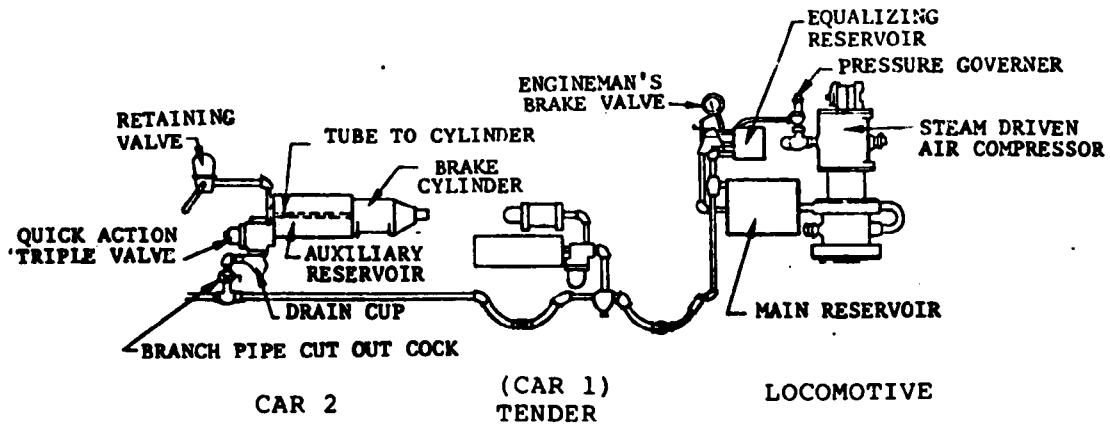 EQUALIZING
RESERVOIR
PRESSURE GOVERNER
ENGINEMAN'S
BRAKE VALVE
RETAINING
VALVE
TUBE TO CYLINDER
STEAM DRIVEN
AIR COMPRESSOR
BRAKE
CYLINDER
QUICK ACTION
'TRIPLE VALVE
AUXILIARY
RESERVOIR
DRAIN CUP
MAIN RESERVOIR
BRANCH PIPE CUT OUT COCK
CAR 2
(CAR 1)
TENDER
LOCOMOTIVE